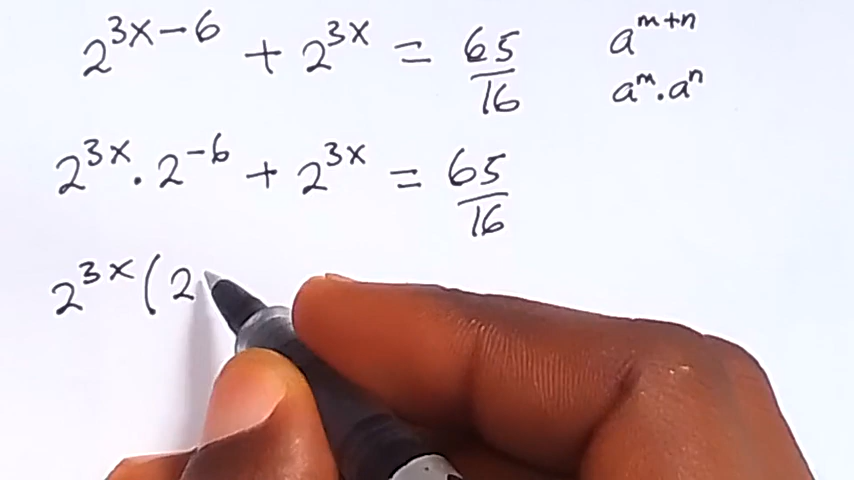 2^{3x-6} + 2^{3x} = 65/16
a^{m+n}
a^m . a^n
2^{3x} . 2^{-6} + 2^{3x} = 65/16
2^{3x} ( 2